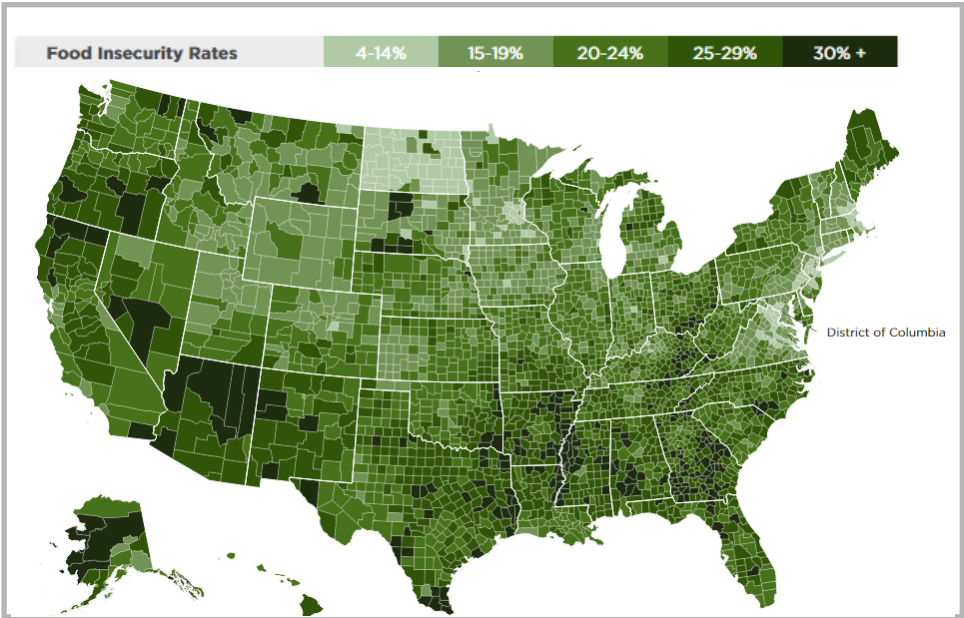 Food Insecurity Rates 4-14% 15-19% 20-24% 25-29% 30% +
District of Columbia